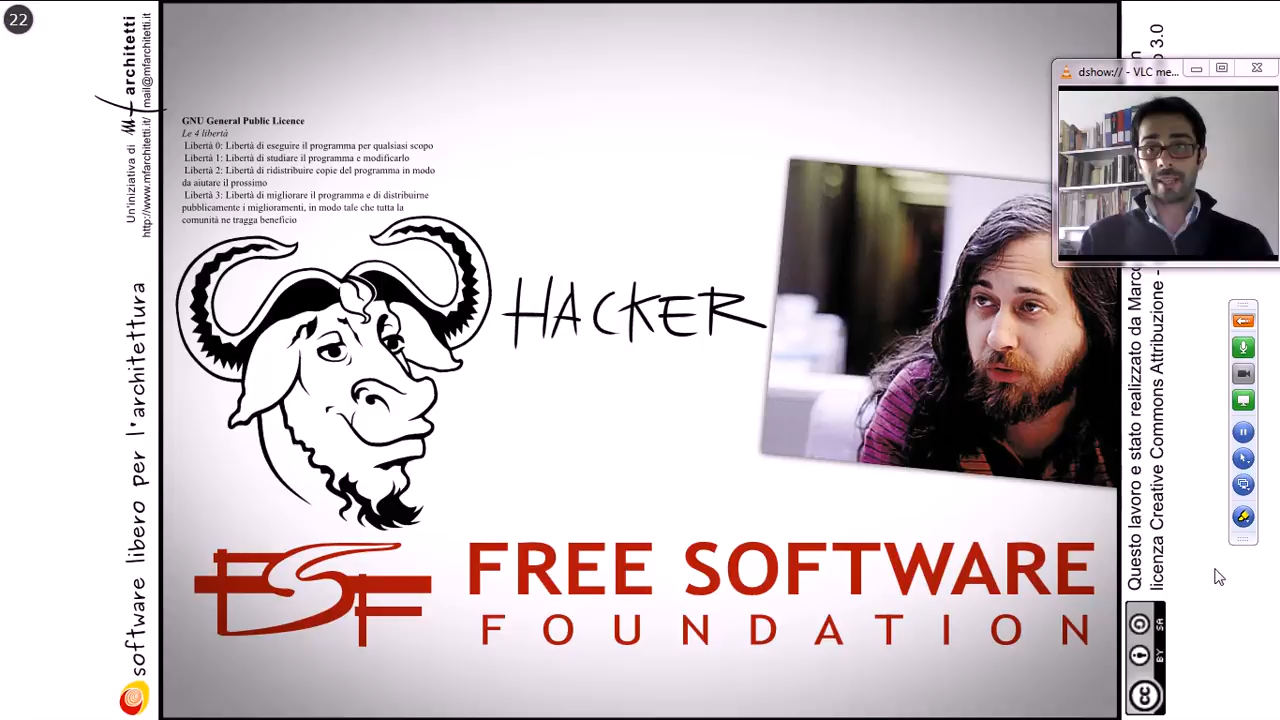 22
Un'iniziativa di
architetti
http://www.mfarchitetti.it/ mail@mfarchitetti.it
software libero per l'architettura
GNU General Public Licence
Le 4 libertà
Libertà 0: Libertà di eseguire il programma per qualsiasi scopo
Libertà 1: Libertà di studiare il programma e modificarlo
Libertà 2: Libertà di ridistribuire copie del programma in modo
da aiutare il prossimo
Libertà 3: Libertà di migliorare il programma e di distribuirne
pubblicamente i miglioramenti, in modo tale che tutta la
comunità ne tragga beneficio
HACKER
FSF
FREE SOFTWARE
FOUNDATION
dshow:// - VLC me...
Questo lavoro e stato realizzato da Marco
licenza Creative Commons Attribuzione - 3.0
cc
BY SA